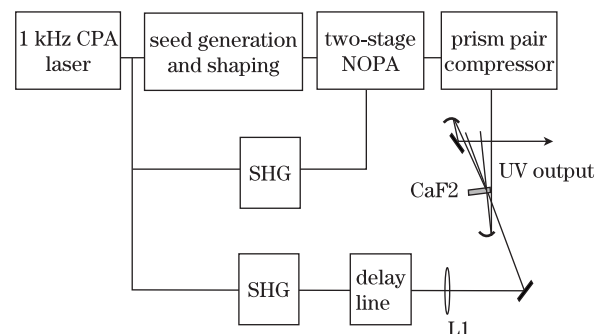 1 kHz CPA
laser
seed generation
and shaping
two-stage
NOPA
prism pair
compressor
SHG
CaF2
UV output
SHG
delay
line
L1